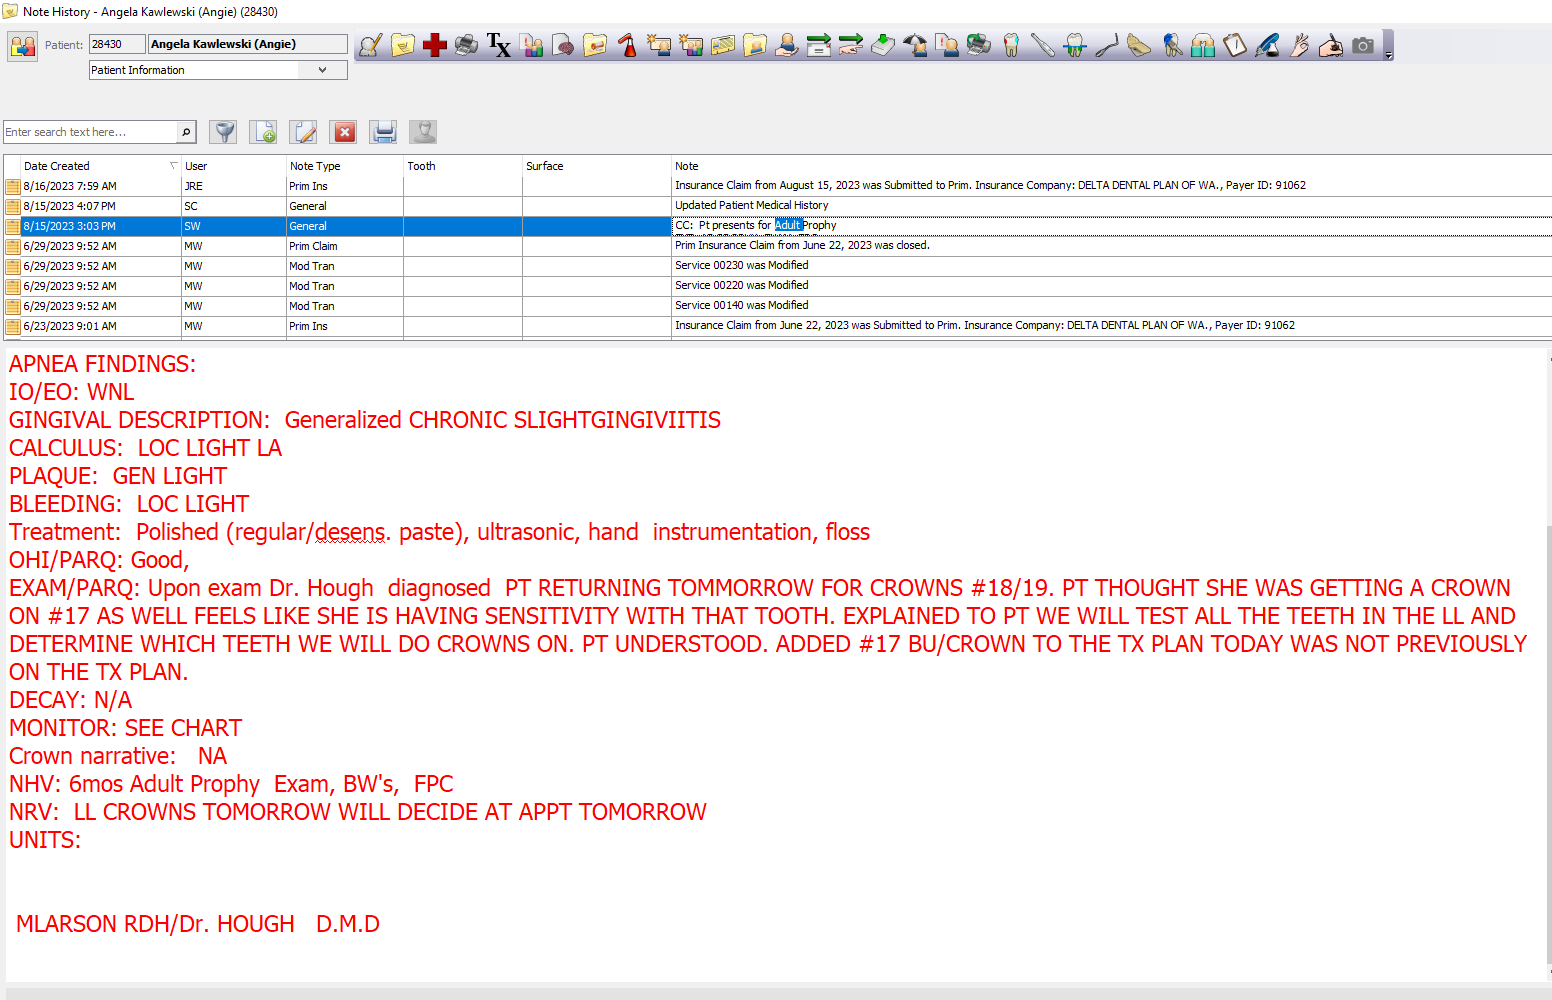 Note History - Angela Kawlewski (Angie) (28430)
Patient: 28430 Angela Kawlewski (Angie)
Patient Information
Enter search text here...
Date Created User Note Type Tooth Surface Note
8/16/2023 7:59 AM JRE Prim Ins Insurance Claim from August 15, 2023 was Submitted to Prim. Insurance Company: DELTA DENTAL PLAN OF WA., Payer ID: 91062
8/15/2023 4:07 PM SC General Updated Patient Medical History
8/15/2023 3:03 PM SW General CC:  Pt presents for Adult Prophy
6/29/2023 9:52 AM MW Prim Claim Prim Insurance Claim from June 22, 2023 was closed.
6/29/2023 9:52 AM MW Mod Tran Service 00230 was Modified
6/29/2023 9:52 AM MW Mod Tran Service 00220 was Modified
6/29/2023 9:52 AM MW Mod Tran Service 00140 was Modified
6/23/2023 9:01 AM MW Prim Ins Insurance Claim from June 22, 2023 was Submitted to Prim. Insurance Company: DELTA DENTAL PLAN OF WA., Payer ID: 91062
APNEA FINDINGS:
IO/EO: WNL
GINGIVAL DESCRIPTION:  Generalized CHRONIC SLIGHTGINGIVIITIS
CALCULUS:  LOC LIGHT LA
PLAQUE:  GEN LIGHT
BLEEDING:  LOC LIGHT
Treatment:  Polished (regular/desens. paste), ultrasonic, hand  instrumentation, floss
OHI/PARQ: Good,
EXAM/PARQ: Upon exam Dr. Hough  diagnosed  PT RETURNING TOMMORROW FOR CROWNS #18/19. PT THOUGHT SHE WAS GETTING A CROWN
ON #17 AS WELL FEELS LIKE SHE IS HAVING SENSITIVITY WITH THAT TOOTH. EXPLAINED TO PT WE WILL TEST ALL THE TEETH IN THE LL AND
DETERMINE WHICH TEETH WE WILL DO CROWNS ON. PT UNDERSTOOD. ADDED #17 BU/CROWN TO THE TX PLAN TODAY WAS NOT PREVIOUSLY
ON THE TX PLAN.
DECAY: N/A
MONITOR: SEE CHART
Crown narrative:   NA
NHV: 6mos Adult Prophy  Exam, BW's,  FPC
NRV:  LL CROWNS TOMORROW WILL DECIDE AT APPT TOMORROW
UNITS:
MLARSON RDH/Dr. HOUGH   D.M.D